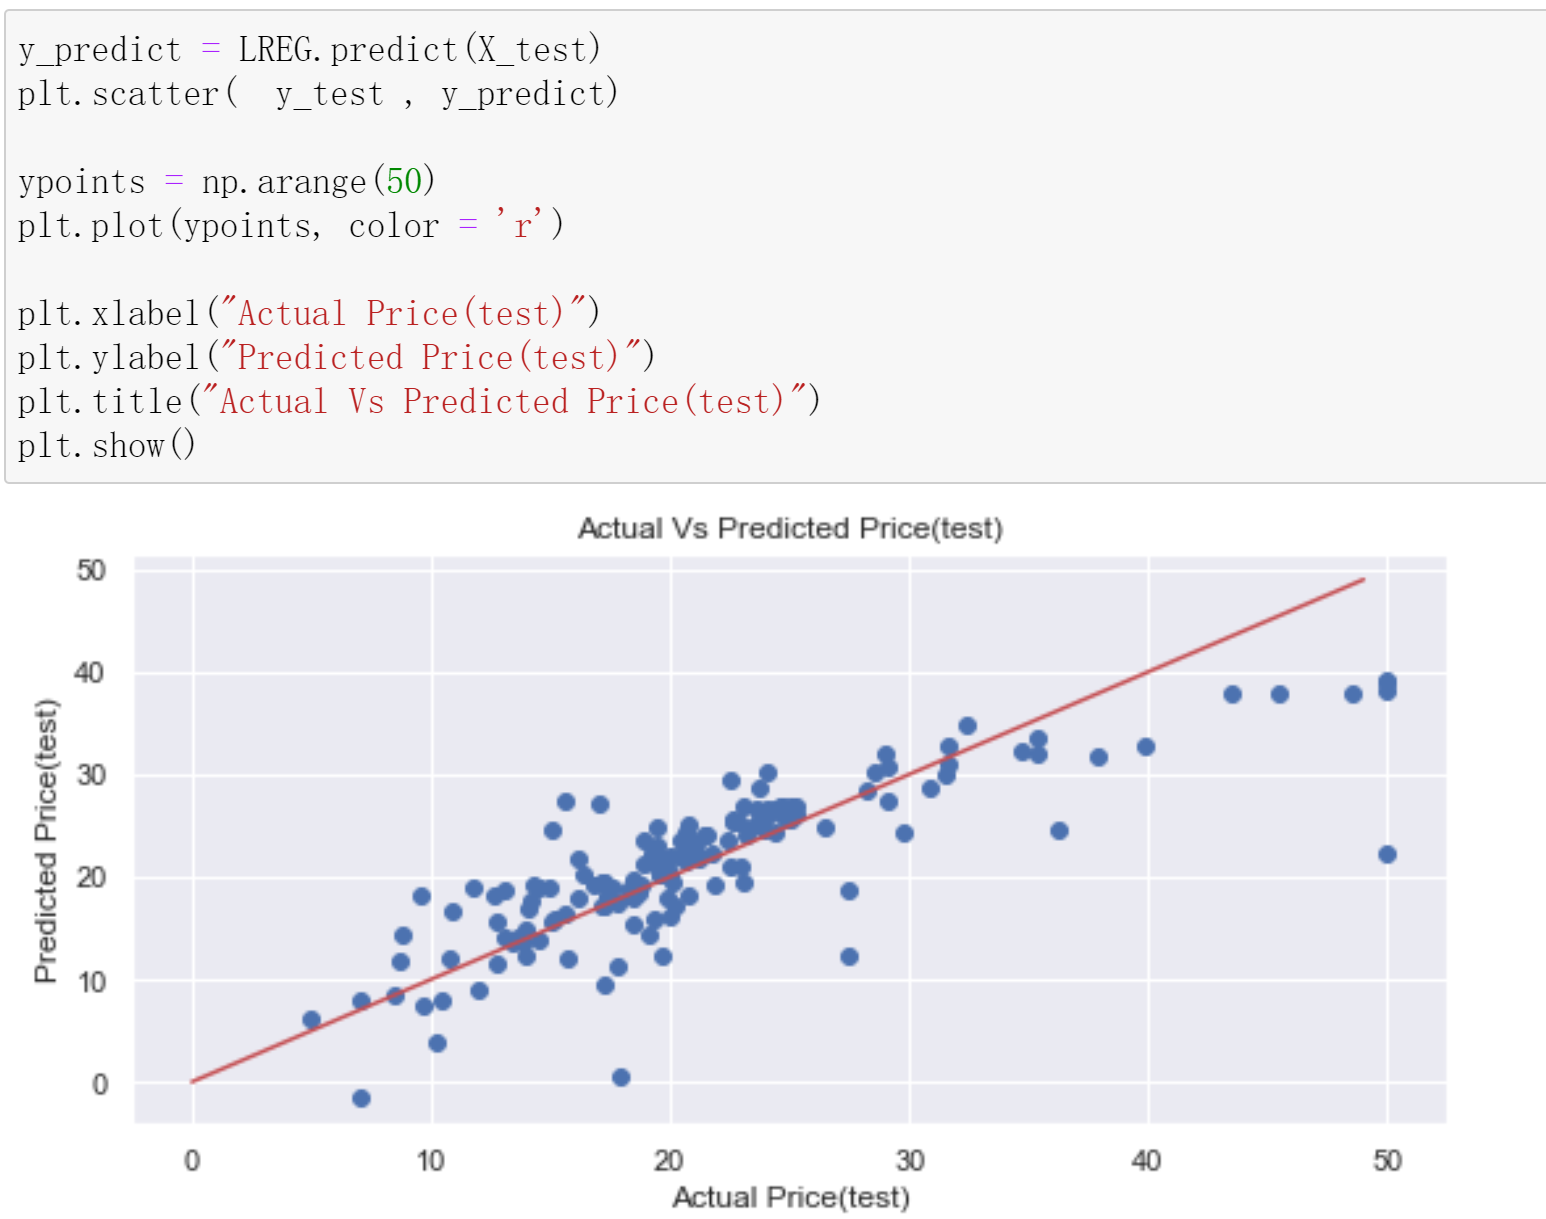 y_predict = LREG.predict(X_test)
plt.scatter(  y_test , y_predict)
ypoints = np.arange(50)
plt.plot(ypoints, color = 'r')
plt.xlabel("Actual Price(test)")
plt.ylabel("Predicted Price(test)")
plt.title("Actual Vs Predicted Price(test)")
plt.show()
Actual Vs Predicted Price(test)
50
40
30
20
10
0
Predicted Price(test)
0 10 20 30 40 50
Actual Price(test)